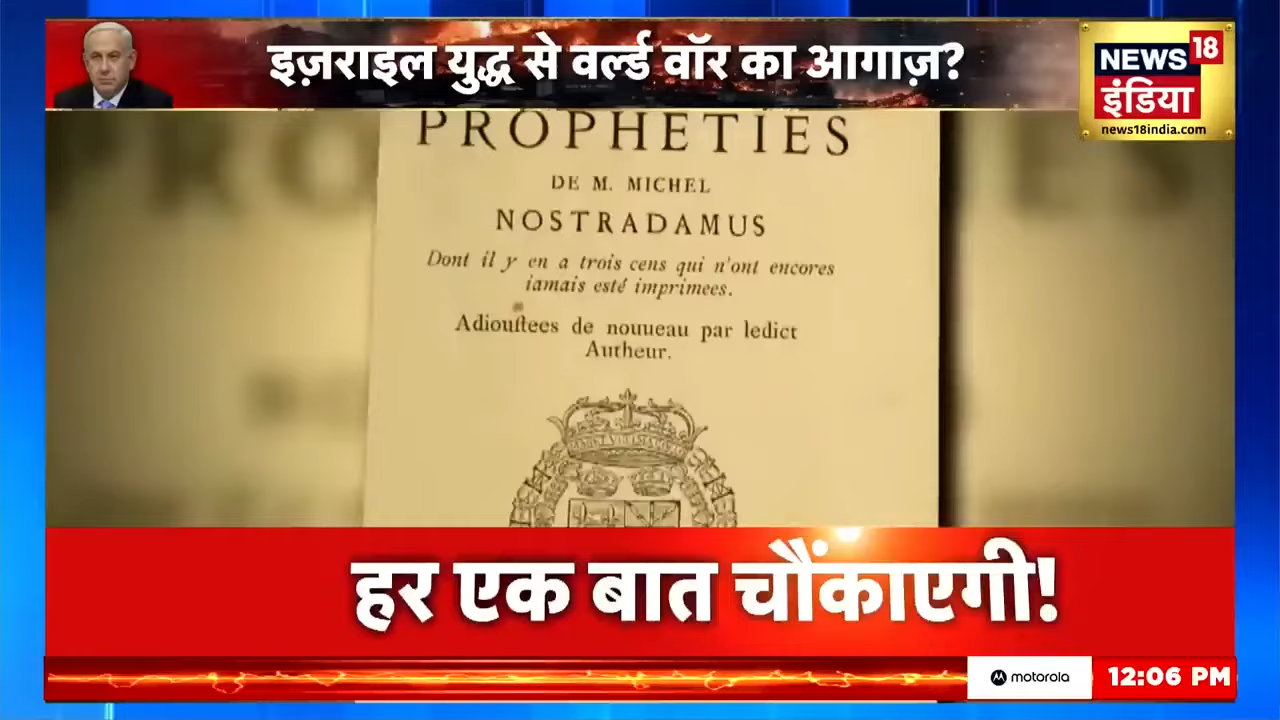 इज़राइल युद्ध से वर्ल्ड वॉर का आगाज़?
NEWS 18
इंडिया
news18india.com
PROPHETIES
DE M. MICHEL
NOSTRADAMUS
Dont il y en a trois cens qui n'ont encores
iamais esté imprimees.
Adiouſtees de nouueau par ledict
Autheur.
हर एक बात चौंकाएगी!
motorola
12:06 PM